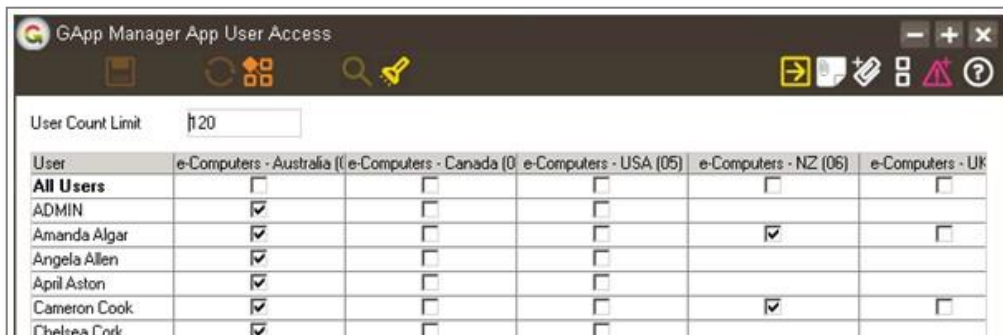 GApp Manager App User Access
User Count Limit 120
User e-Computers - Australia (( e-Computers - Canada (0 e-Computers - USA (05) e-Computers - NZ (06) e-Computers - UK
All Users
ADMIN
Amanda Algar
Angela Allen
April Aston
Cameron Cook
Chelsea Cork